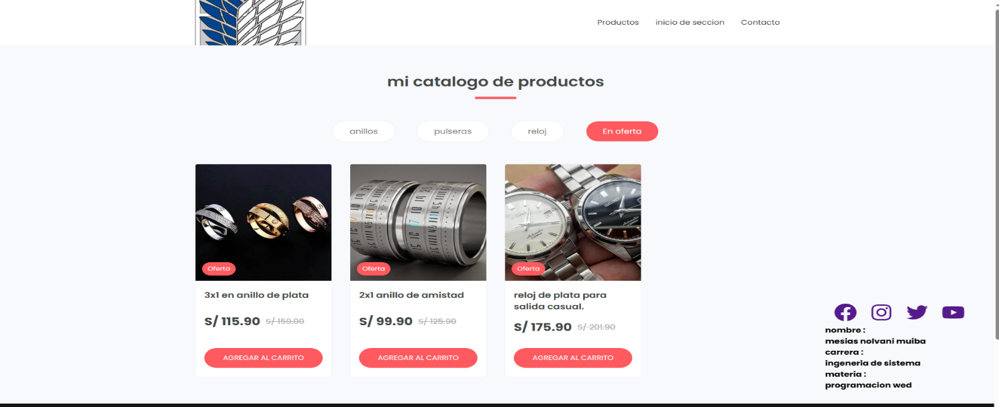 Productos inicio de seccion Contacto
mi catalogo de productos
anillos pulseras reloj En oferta
Oferta Oferta Oferta
3x1 en anillo de plata
S/ 115.90 S/ 159.00
AGREGAR AL CARRITO
2x1 anillo de amistad
S/ 99.90 S/ 125.90
AGREGAR AL CARRITO
reloj de plata para
salida casual.
S/ 175.90 S/ 201.90
AGREGAR AL CARRITO
nombre :
mesias nolvani muiba
carrera :
ingeneria de sistema
materia :
programacion wed